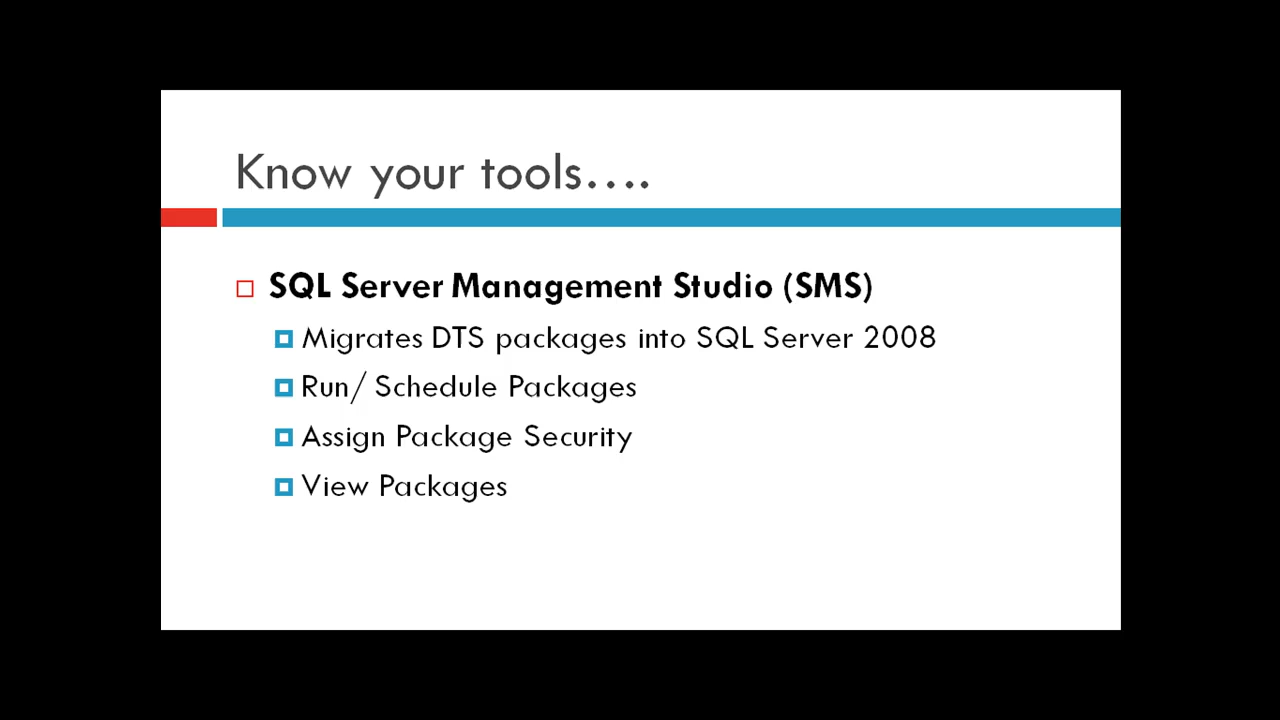 Know your tools....
SQL Server Management Studio (SMS)
Migrates DTS packages into SQL Server 2008
Run/ Schedule Packages
Assign Package Security
View Packages